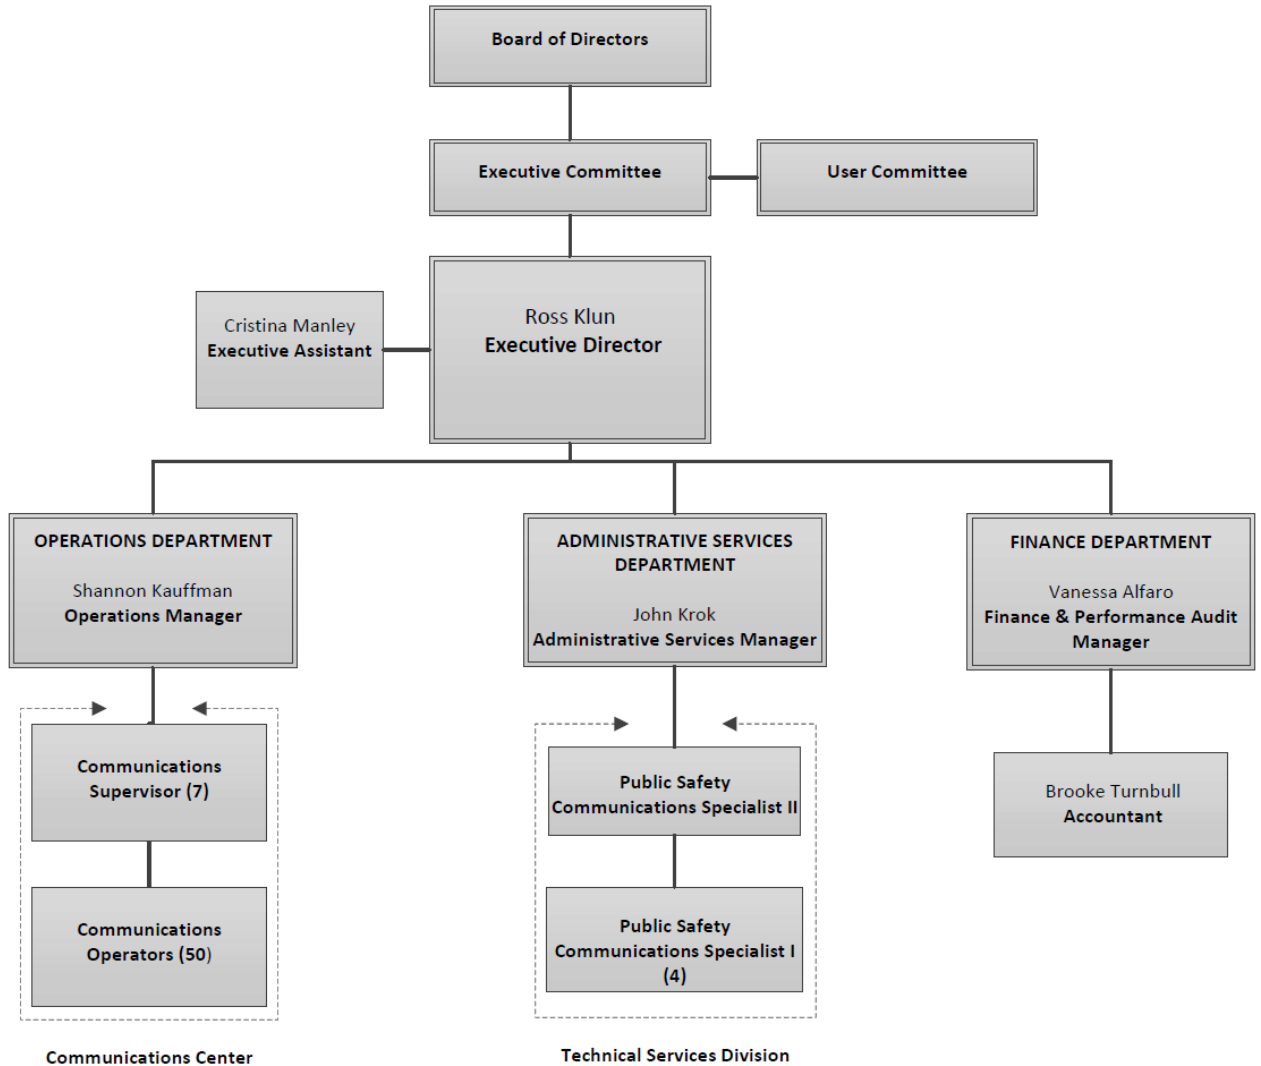 Board of Directors
Executive Committee
User Committee
Cristina Manley
Executive Assistant
Ross Klun
Executive Director
OPERATIONS DEPARTMENT
Shannon Kauffman
Operations Manager
ADMINISTRATIVE SERVICES
DEPARTMENT
John Krok
Administrative Services Manager
FINANCE DEPARTMENT
Vanessa Alfaro
Finance & Performance Audit
Manager
Communications
Supervisor (7)
Communications
Operators (50)
Communications Center
Public Safety
Communications Specialist II
Public Safety
Communications Specialist I
(4)
Technical Services Division
Brooke Turnbull
Accountant